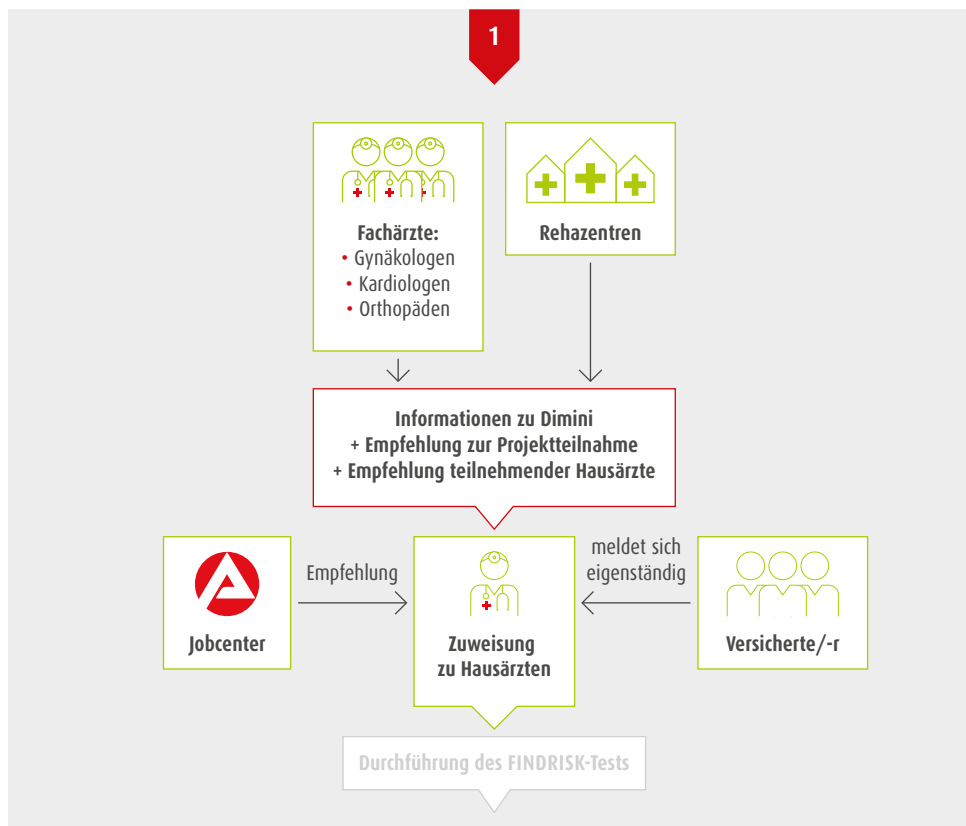 1
Fachärzte:
• Gynäkologen
• Kardiologen
• Orthopäden
Rehazentren
Informationen zu Dimini
+ Empfehlung zur Projektteilnahme
+ Empfehlung teilnehmender Hausärzte
Jobcenter
Empfehlung
Zuweisung
zu Hausärzten
meldet sich
eigenständig
Versicherte/-r
Durchführung des FINDRISK-Tests